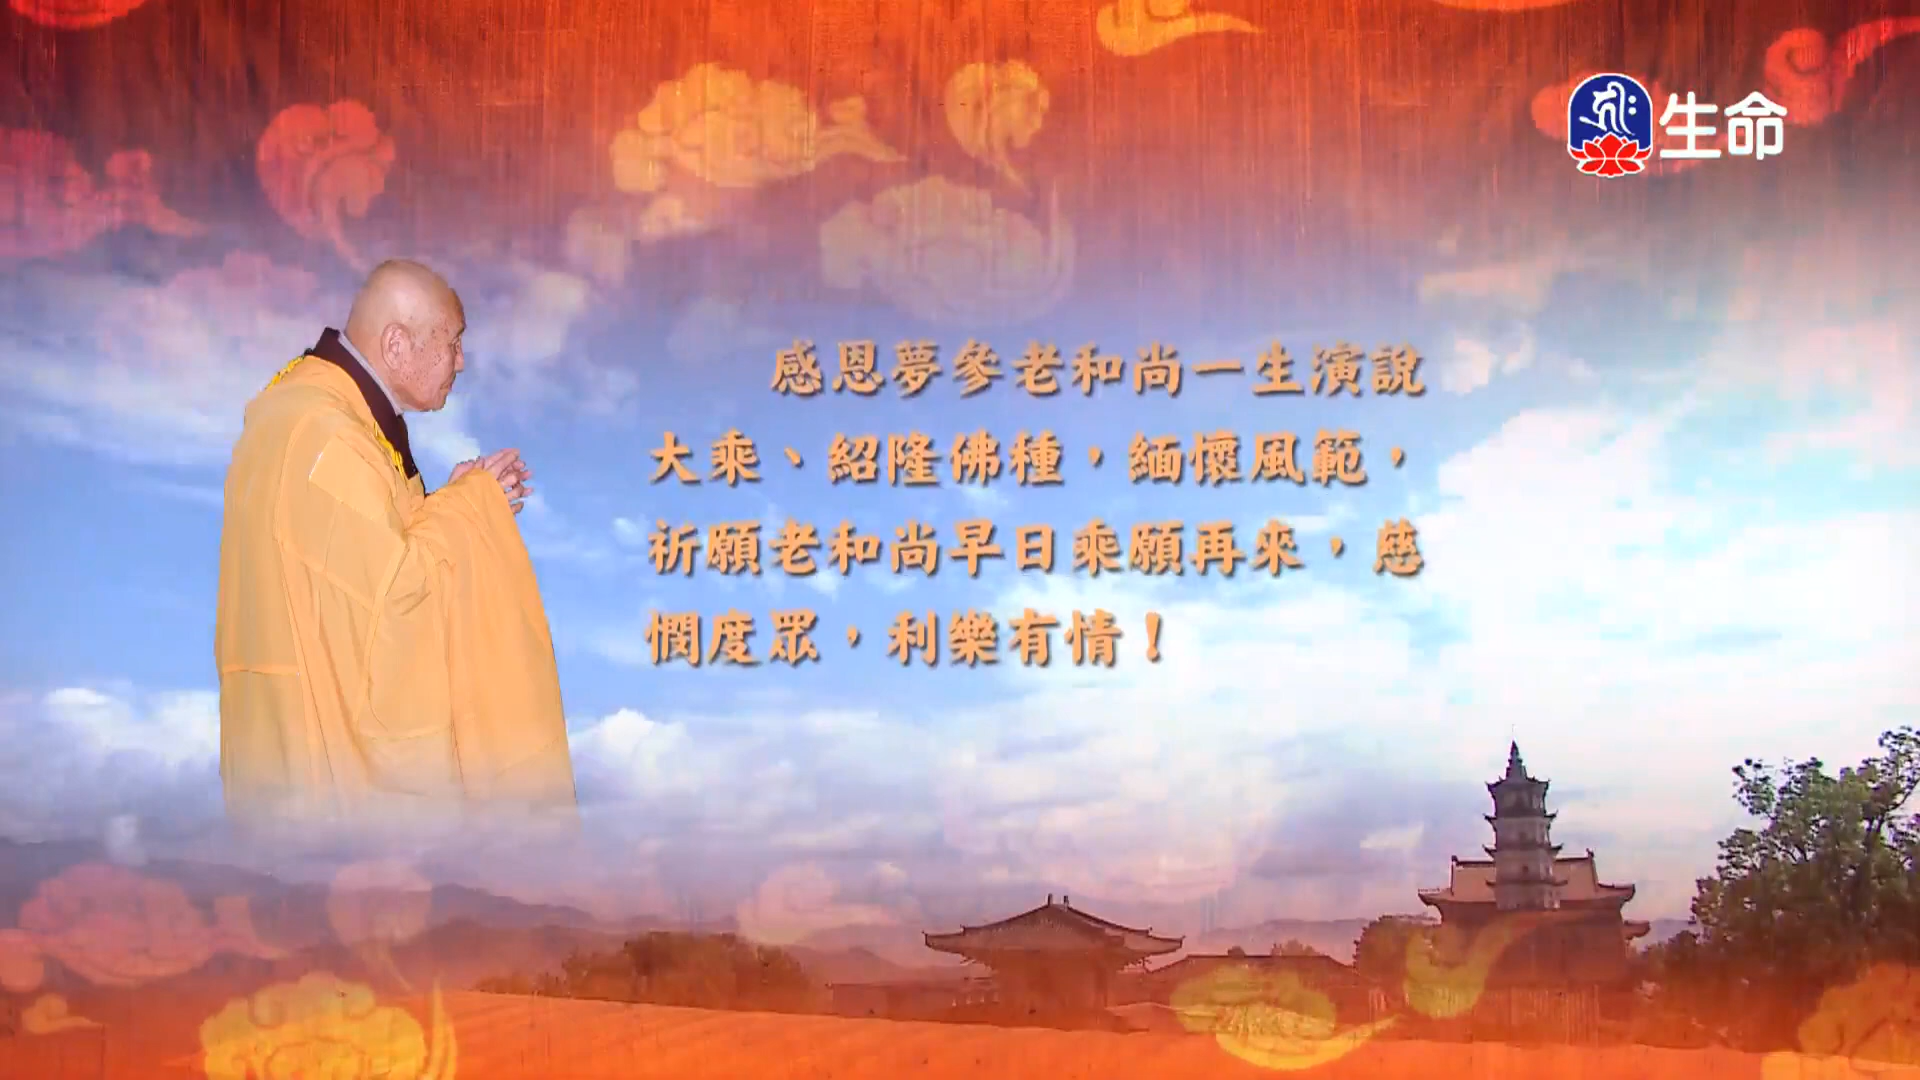 生命
感恩夢參老和尚一生演說
大乘、紹隆佛種，緬懷風範，
祈願老和尚早日乘願再來，慈
憫度眾，利樂有情！